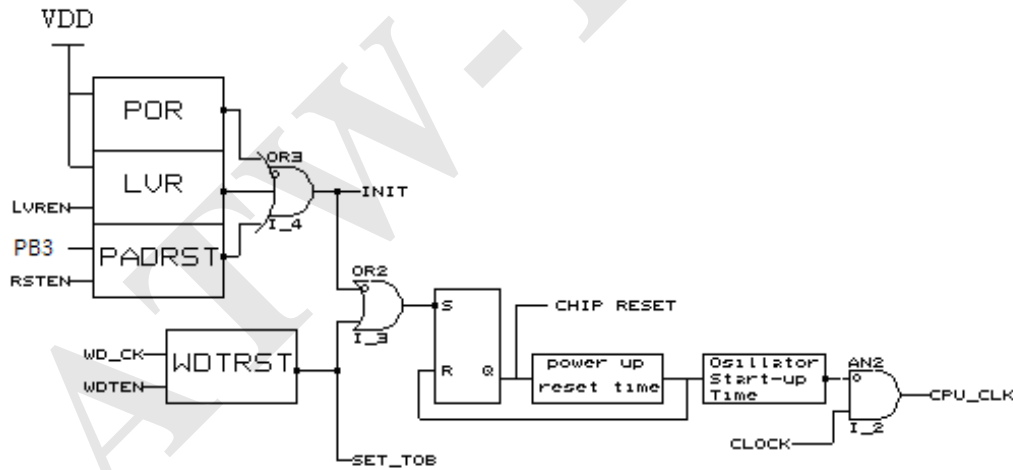 VDD
POR
LVR
LVREN
PB3
PADRST
RSTEN
OR3
I_4
INIT
OR2
I_3
WD_CK
WDTEN
WDTRST
SET_TOB
S
R
Q
CHIP RESET
power up
reset time
Osillator
Start-up
Time
AN2
I_2
CLOCK
CPU_CLK
ATW-